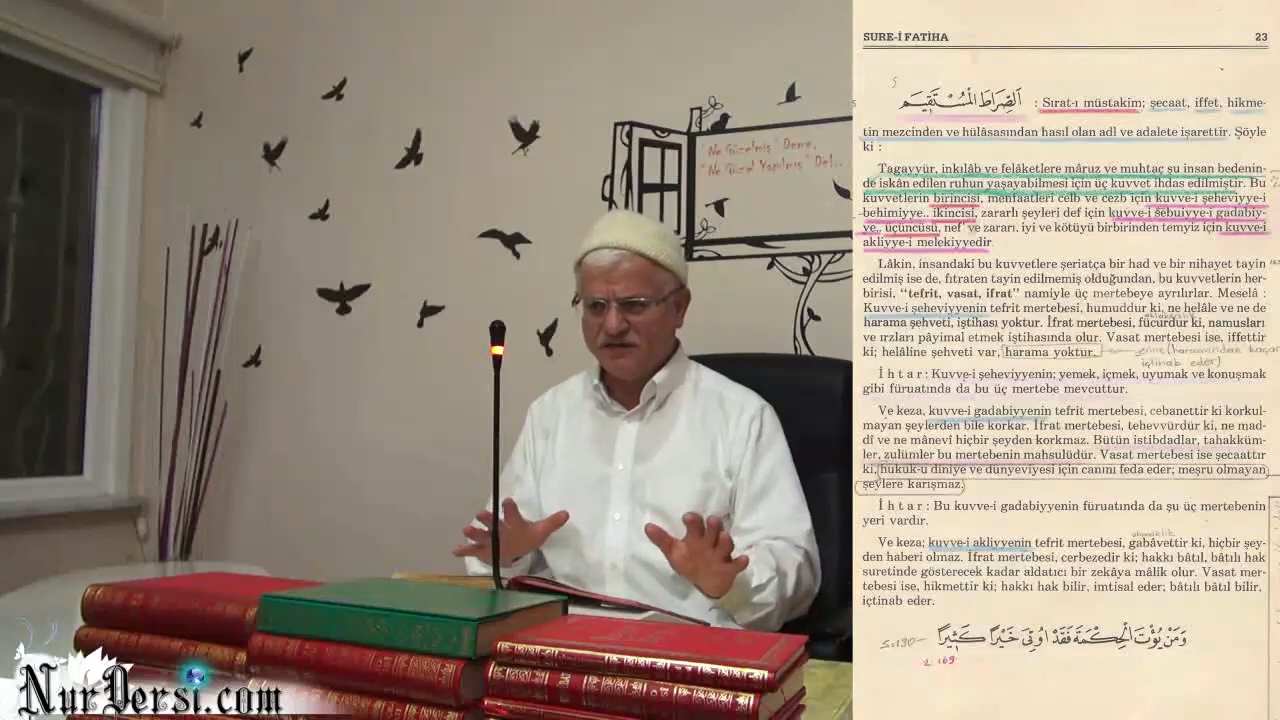 "Ne Güzelmiş" Deme,
"Ne Güzel Yapılmış" De!..
NurDersi.com
SURE-İ FATİHA 23
اَلصِّرَاطَ الْمُسْتَقِيمَ : Sırat-ı müstakim; şecaat, iffet, hikme-
tin mezcinden ve hülâsasından hasıl olan adl ve adalete işarettir. Şöyle
ki :
Tagayyür, inkılâb ve felâketlere mâruz ve muhtaç şu insan bedenin-
de iskân edilen ruhun yaşayabilmesi için üç kuvvet ihdas edilmiştir. Bu
kuvvetlerin birincisi, menfaatleri celb ve cezb için kuvve-i şeheviyye-i
behimiyye.. ikincisi, zararlı şeyleri def için kuvve-i sebuiyye-i gadabiy-
ye.. üçüncüsü, nef' ve zararı, iyi ve kötüyü birbirinden temyiz için kuvve-i
akliyye-i melekiyyedir.
Lâkin, insandaki bu kuvvetlere şeriatça bir had ve bir nihayet tayin
edilmiş ise de, fıtraten tayin edilmemiş olduğundan, bu kuvvetlerin her-
birisi, "tefrit, vasat, ifrat" namiyle üç mertebeye ayrılırlar. Meselâ :
Kuvve-i şeheviyyenin tefrit mertebesi, humuddur ki, ne helâle ve ne de
harama şehveti, iştihası yoktur. İfrat mertebesi, fücurdur ki, namusları
ve ırzları pâyimal etmek iştihasında olur. Vasat mertebesi ise, iffettir
ki; helâline şehveti var, harama yoktur.
içtinab eder)
İhtar: Kuvve-i şeheviyyenin; yemek, içmek, uyumak ve konuşmak
gibi füruatında da bu üç mertebe mevcuttur.
Ve keza, kuvve-i gadabiyyenin tefrit mertebesi, cebanettir ki korkul-
mayan şeylerden bile korkar. İfrat mertebesi, tehevvürdür ki, ne mad-
dî ve ne mânevi hiçbir şeyden korkmaz. Bütün istibdadlar, tahakküm-
ler, zulümler bu mertebenin mahsulüdür. Vasat mertebesi ise şecaattır
ki, hukuk-u diniye ve dünyeviyesi için canını feda eder; meşru olmayan
şeylere karışmaz.
İhtar: Bu kuvve-i gadabiyyenin füruatında da şu üç mertebenin
yeri vardır.
ahmaklık
Ve keza; kuvve-i akliyyenin tefrit mertebesi, gabâvettir ki, hiçbir şey-
den haberi olmaz. İfrat mertebesi, cerbezedir ki; hakkı bâtıl, bâtılı hak
suretinde gösterecek kadar aldatıcı bir zekâya mâlik olur. Vasat mer-
tebesi ise, hikmettir ki; hakkı hak bilir, imtisal eder; bâtılı bâtıl bilir,
içtinab eder.
وَمَنْ يُؤْتَ الْحِكْمَةَ فَقَدْ اُوتِىَ خَيْرًا كَثِيرًا